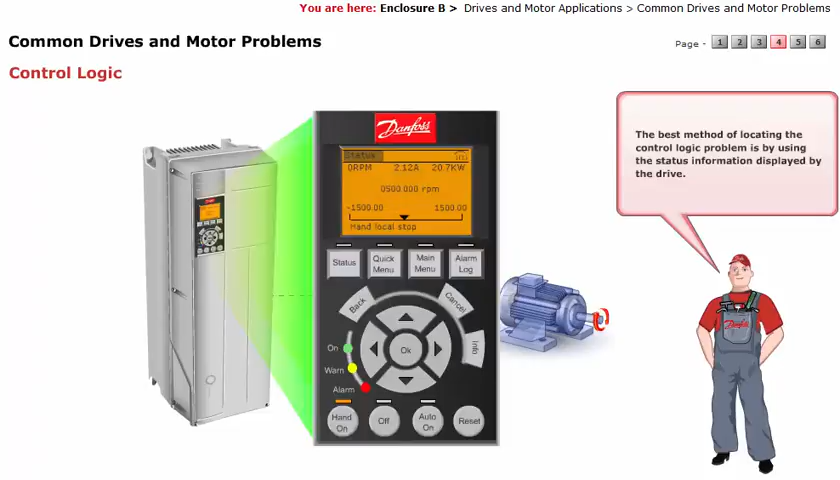 You are here: Enclosure B > Drives and Motor Applications > Common Drives and Motor Problems
Common Drives and Motor Problems
Page - 1 2 3 4 5 6
Control Logic
The best method of locating the
control logic problem is by using
the status information displayed by
the drive.
Danfoss
Status
0RPM 2.12A 20.7KW
0500.000 rpm
-1500.00 1500.00
Hand local stop
Status
Quick Menu
Main Menu
Alarm Log
Back
Cancel
Info
Ok
On
Warn
Alarm
Hand On
Off
Auto On
Reset
Danfoss